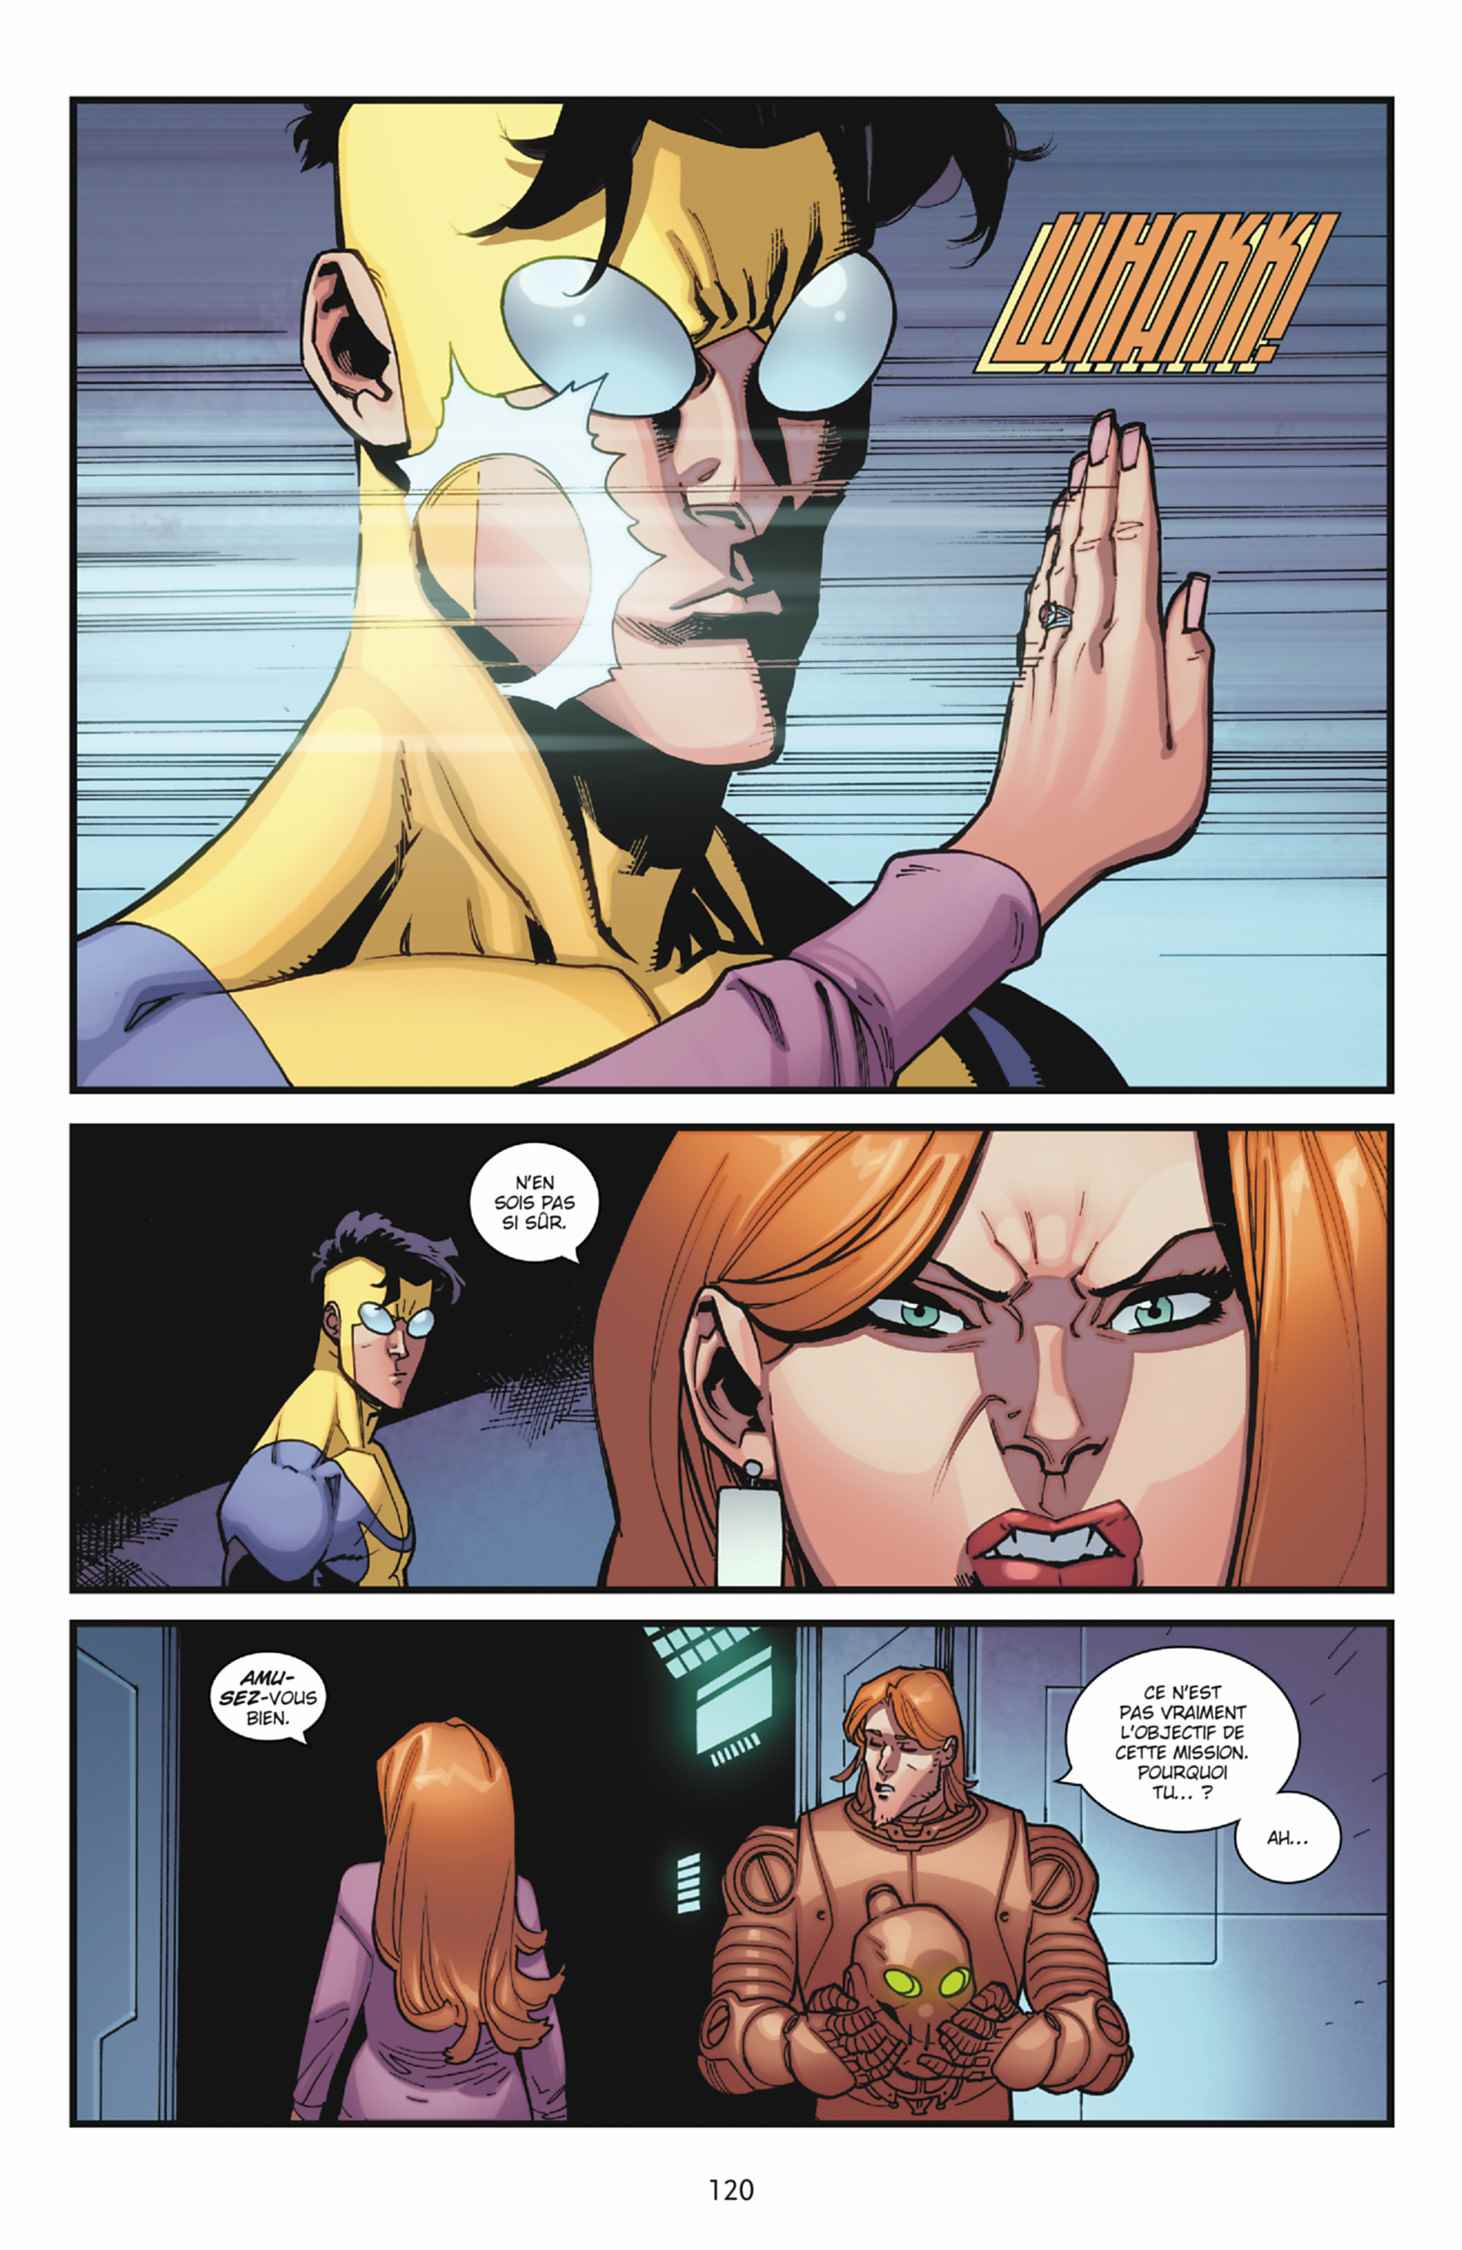 WHAKK!
N'EN
SOIS PAS
SI SÛR.
AMU-
SEZ-VOUS
BIEN.
CE N'EST
PAS VRAIMENT
L'OBJECTIF DE
CETTE MISSION.
POURQUOI
TU... ?
AH...
120